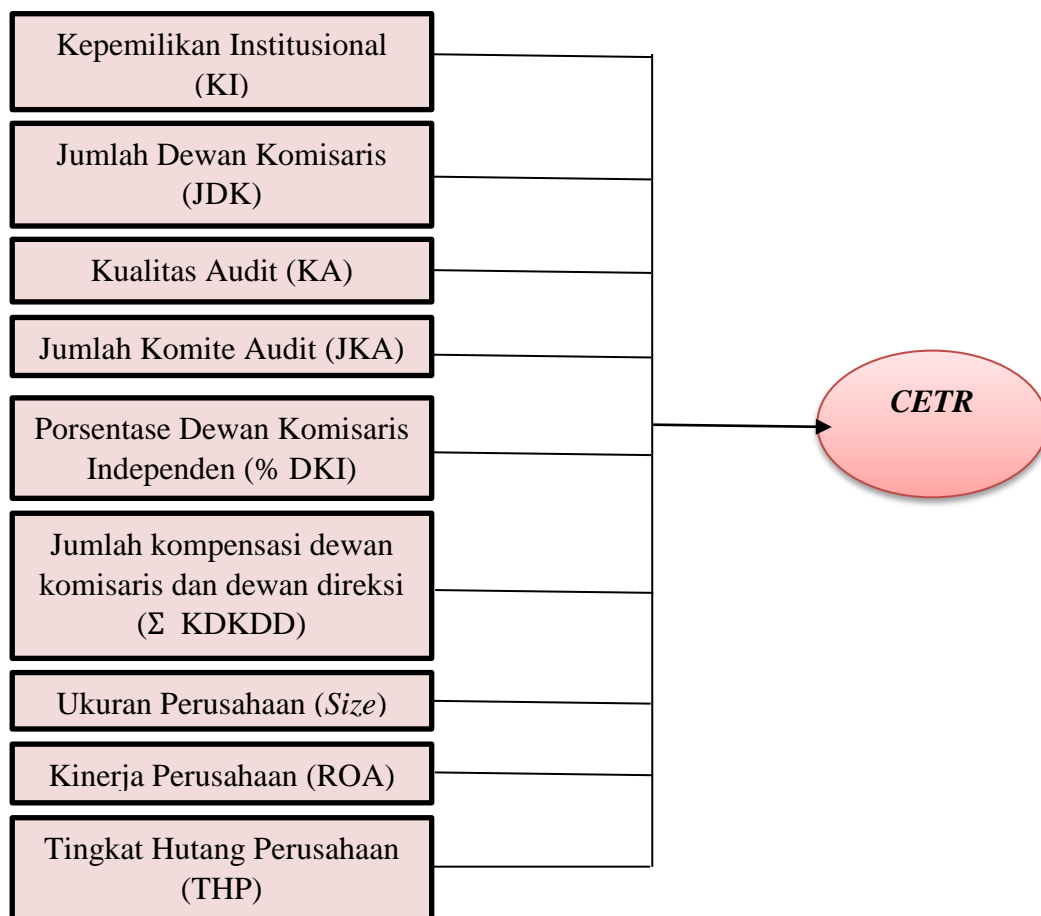 Kepemilikan Institusional
(KI)
Jumlah Dewan Komisaris
(JDK)
Kualitas Audit (KA)
Jumlah Komite Audit (JKA)
Porsentase Dewan Komisaris
Independen (% DKI)
Jumlah kompensasi dewan
komisaris dan dewan direksi
(Σ KDKDD)
Ukuran Perusahaan (Size)
Kinerja Perusahaan (ROA)
Tingkat Hutang Perusahaan
(THP)
CETR